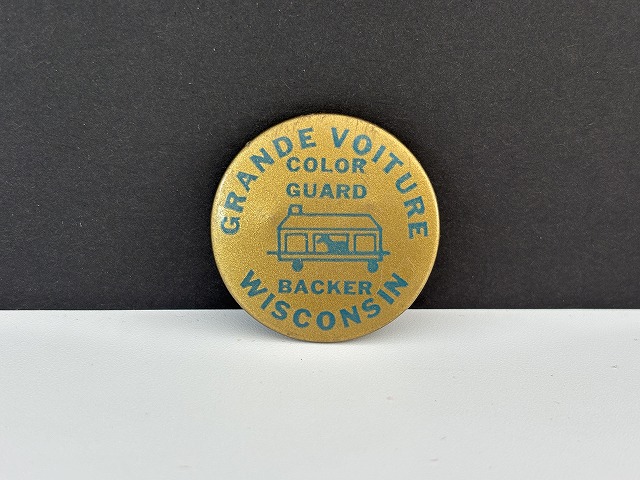 GRANDE VOITURE
COLOR
GUARD
BACKER
WISCONSIN